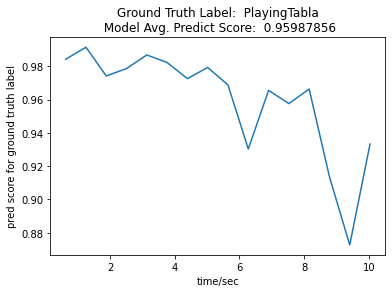 Ground Truth Label:  PlayingTabla
Model Avg. Predict Score:  0.95987856
pred score for ground truth label
0.98
0.96
0.94
0.92
0.90
0.88
2 4 6 8 10
time/sec